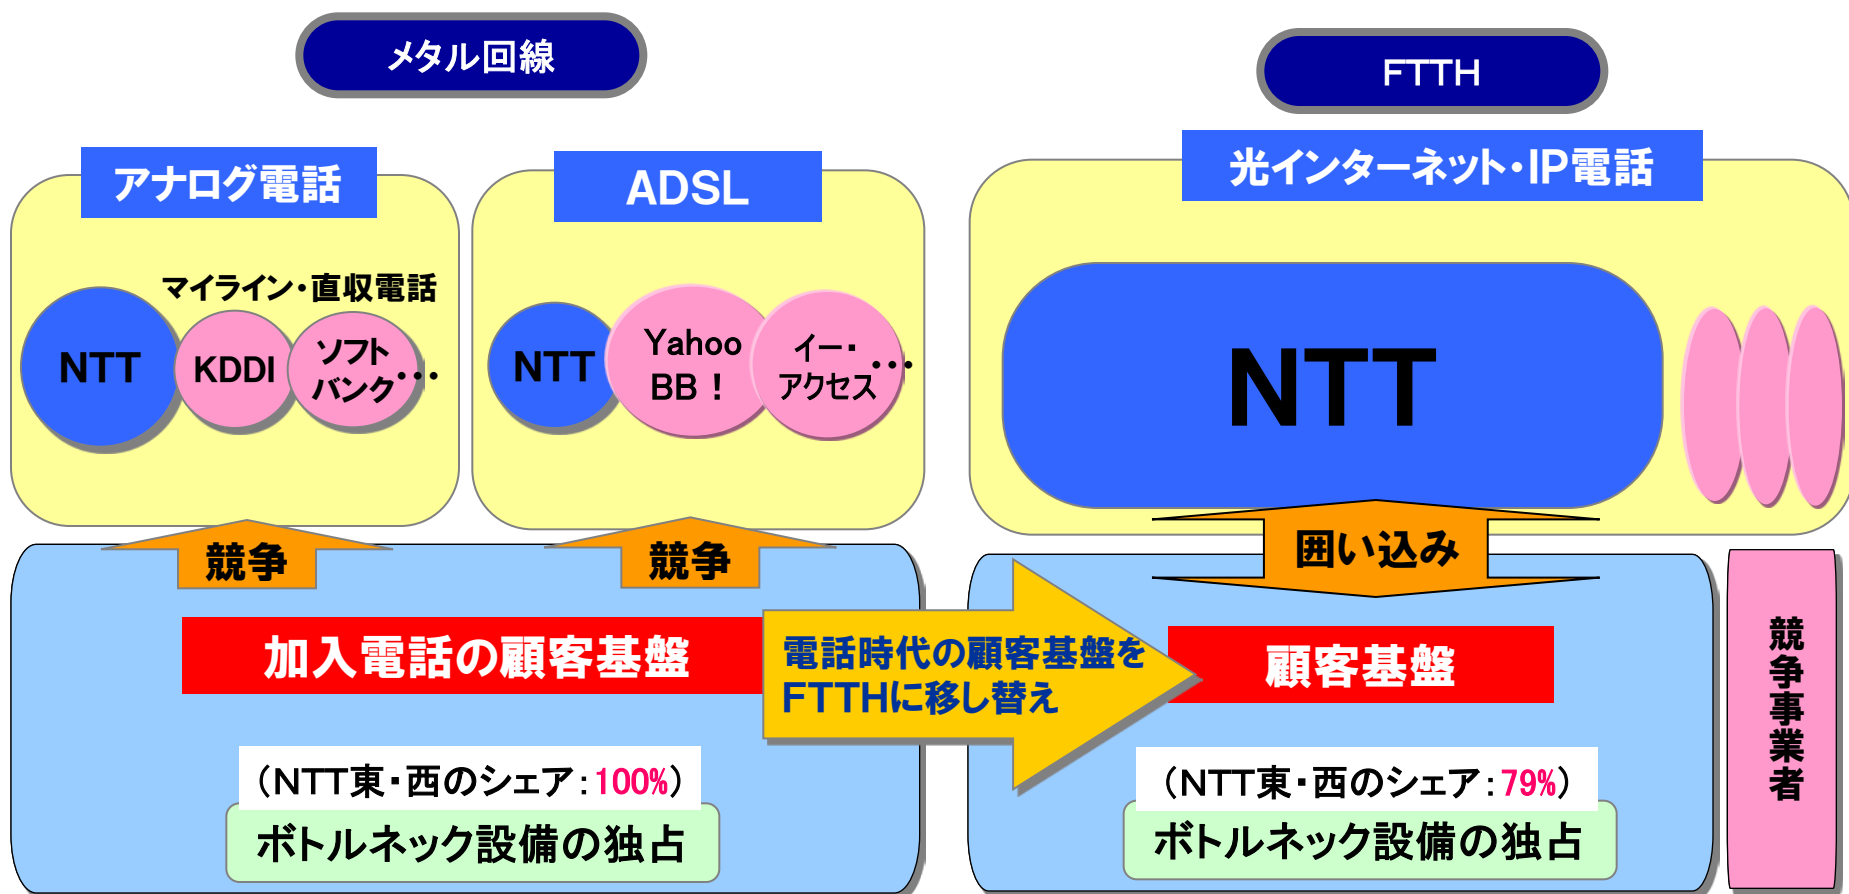 メタル回線
アナログ電話
マイライン・直収電話
NTT
KDDI
ソフト
バンク・・・
ADSL
NTT
Yahoo
BB！
イー・
アクセス
・・・
競争
競争
加入電話の顧客基盤
（NTT東・西のシェア：100%）
ボトルネック設備の独占
電話時代の顧客基盤を
FTTHに移し替え
FTTH
光インターネット・IP電話
NTT
囲い込み
顧客基盤
（NTT東・西のシェア：79%）
ボトルネック設備の独占
競争事業者